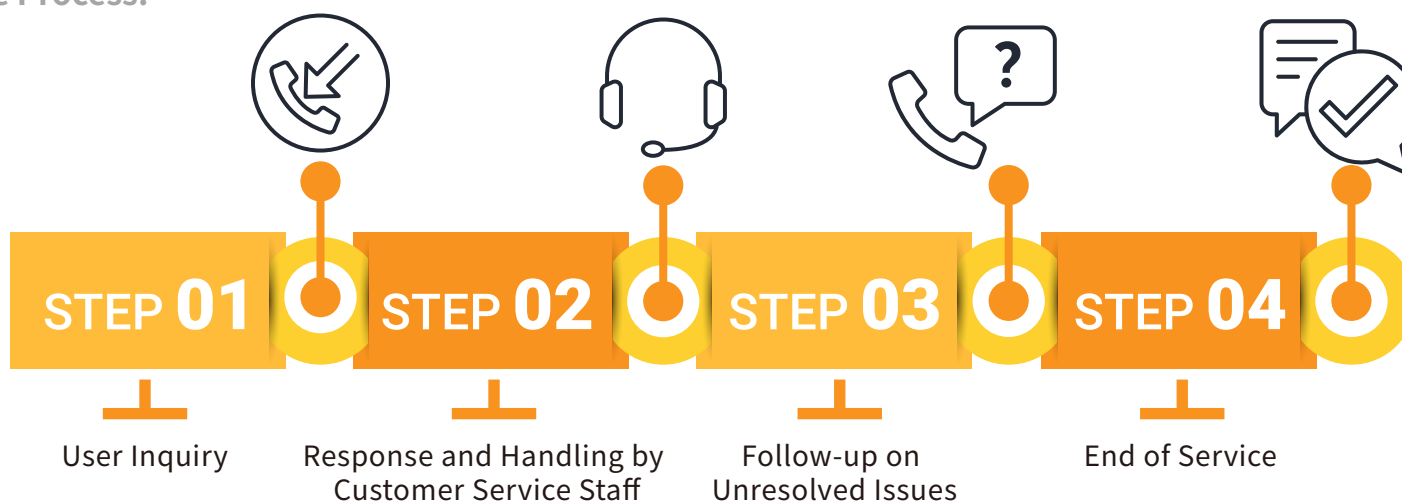 Process:
STEP 01
STEP 02
STEP 03
STEP 04
?
User Inquiry
Response and Handling by
Customer Service Staff
Follow-up on
Unresolved Issues
End of Service